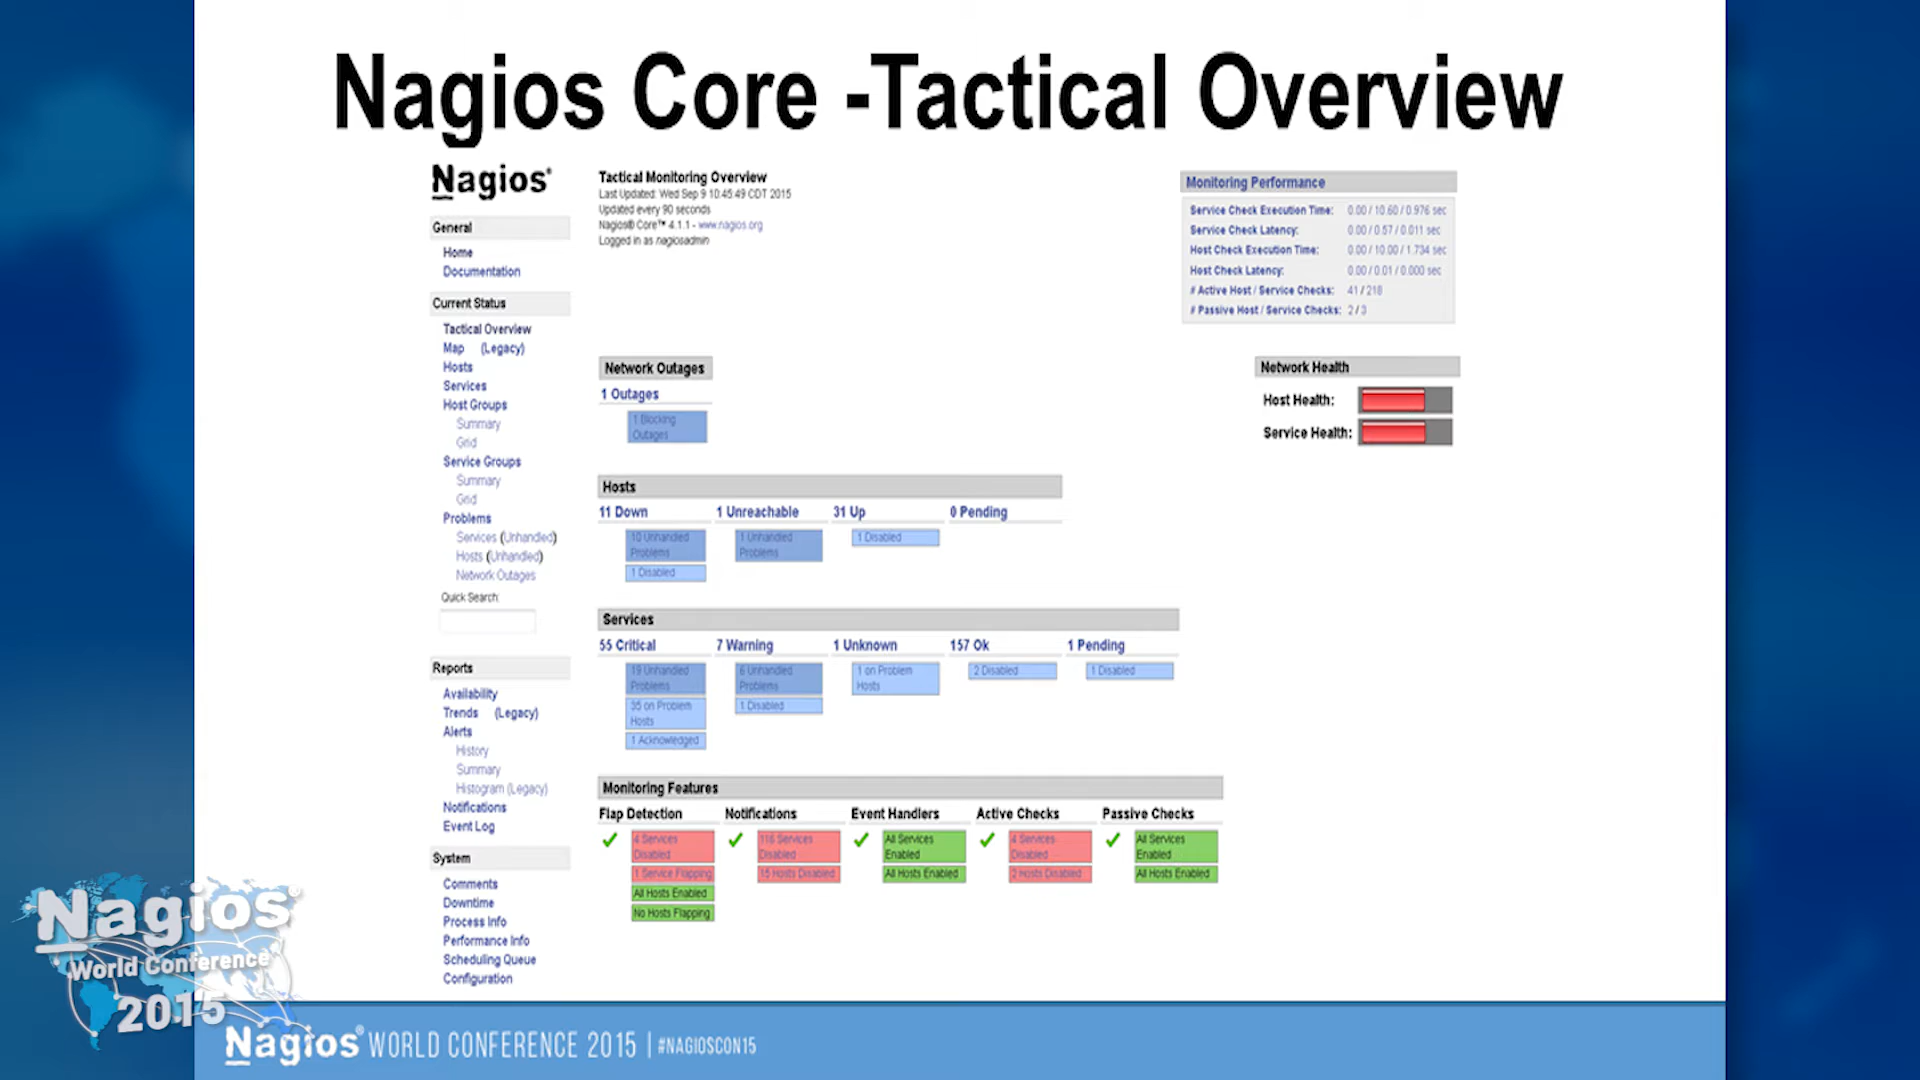 Nagios Core -Tactical Overview
Nagios®
General
Home
Documentation
Current Status
Tactical Overview
Map (Legacy)
Hosts
Services
Host Groups
Summary
Grid
Service Groups
Summary
Grid
Problems
Services (Unhandled)
Hosts (Unhandled)
Network Outages
Quick Search:
Reports
Availability
Trends (Legacy)
Alerts
History
Summary
Histogram (Legacy)
Notifications
Event Log
System
Comments
Downtime
Process Info
Performance Info
Scheduling Queue
Configuration
Tactical Monitoring Overview
Last Updated: Wed Sep 9 10:45:49 CDT 2015
Updated every 90 seconds
Nagios® Core™ 4.1.1 - www.nagios.org
Logged in as nagiosadmin
Monitoring Performance
Service Check Execution Time: 0.00 / 10.60 / 0.976 sec
Service Check Latency: 0.00 / 0.57 / 0.011 sec
Host Check Execution Time: 0.00 / 10.00 / 1.734 sec
Host Check Latency: 0.00 / 0.01 / 0.000 sec
# Active Host / Service Checks: 41 / 218
# Passive Host / Service Checks: 2 / 3
Network Outages
1 Outages
1 Blocking
Outages
Network Health
Host Health:
Service Health:
Hosts
11 Down 1 Unreachable 31 Up 0 Pending
10 Unhandled
Problems
1 Disabled
1 Unhandled
Problems
1 Disabled
Services
55 Critical 7 Warning 1 Unknown 157 Ok 1 Pending
19 Unhandled
Problems
35 on Problem
Hosts
1 Acknowledged
6 Unhandled
Problems
1 Disabled
1 on Problem
Hosts
2 Disabled
1 Disabled
Monitoring Features
Flap Detection Notifications Event Handlers Active Checks Passive Checks
4 Services
Disabled
1 Service Flapping
All Hosts Enabled
No Hosts Flapping
116 Services
Disabled
15 Hosts Disabled
All Services
Enabled
All Hosts Enabled
4 Services
Disabled
2 Hosts Disabled
All Services
Enabled
All Hosts Enabled
Nagios®
World Conference
2015
Nagios® WORLD CONFERENCE 2015 | #NAGIOSCON15